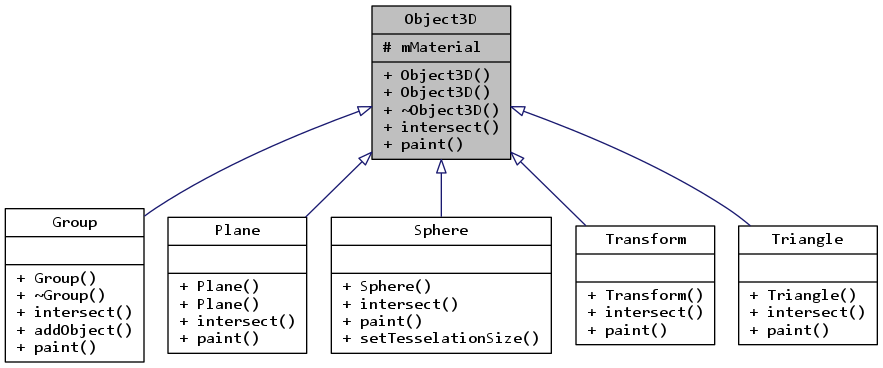 Object3D
# mMaterial
+ Object3D()
+ Object3D()
+ ~Object3D()
+ intersect()
+ paint()
Group
+ Group()
+ ~Group()
+ intersect()
+ addObject()
+ paint()
Plane
+ Plane()
+ Plane()
+ intersect()
+ paint()
Sphere
+ Sphere()
+ intersect()
+ paint()
+ setTesselationSize()
Transform
+ Transform()
+ intersect()
+ paint()
Triangle
+ Triangle()
+ intersect()
+ paint()